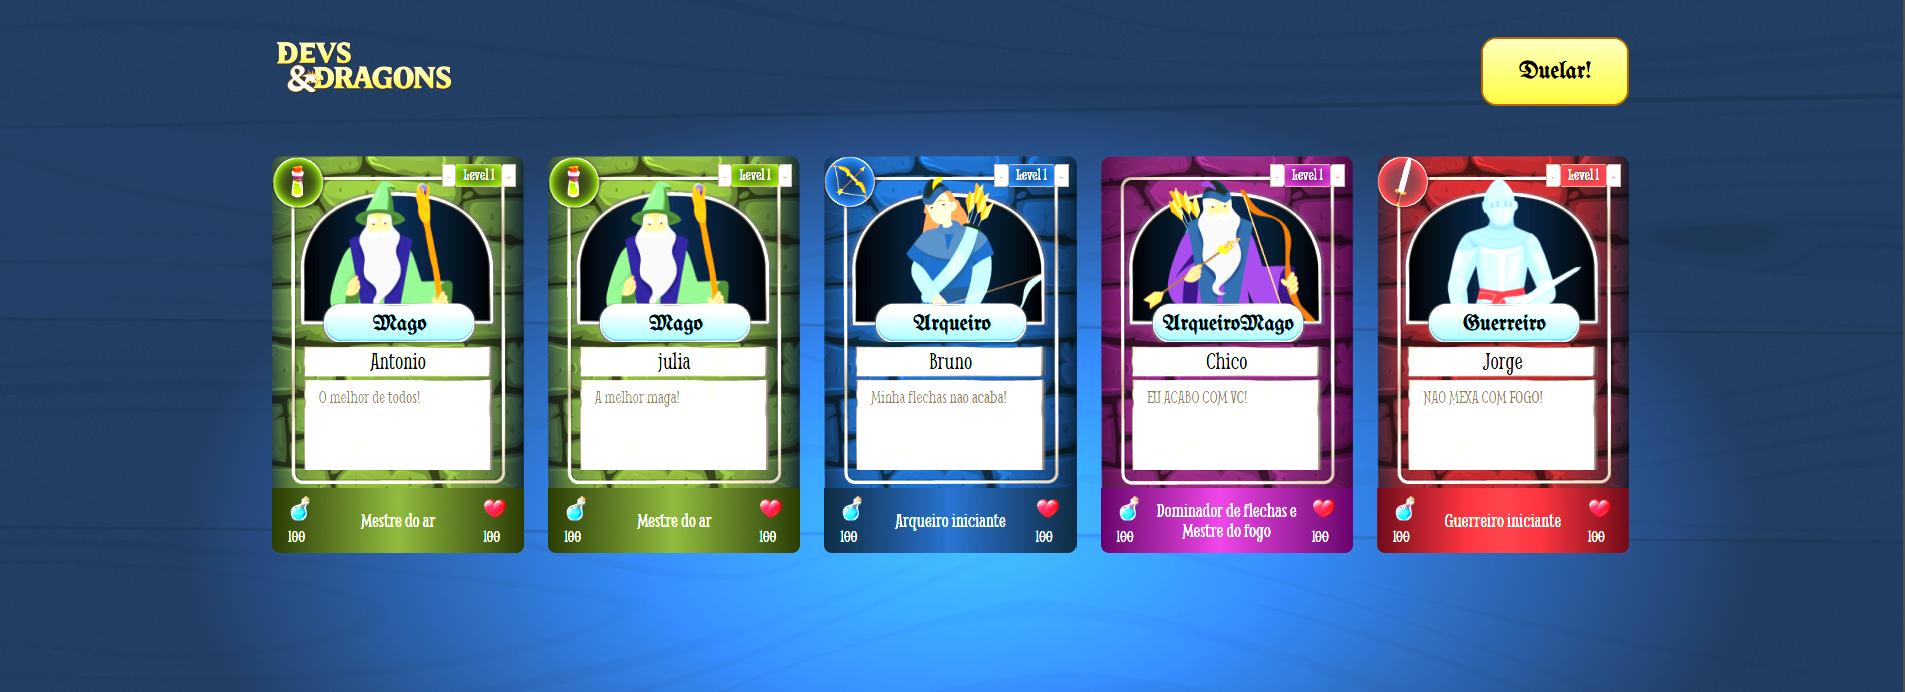 DEVS
&DRAGONS
Duelar!
- Level 1 +
Mago
Antonio
O melhor de todos!
100
Mestre do ar
100
- Level 1 +
Mago
julia
A melhor maga!
100
Mestre do ar
100
- Level 1 +
Arqueiro
Bruno
Minha flechas nao acaba!
100
Arqueiro iniciante
100
- Level 1 +
ArqueiroMago
Chico
EU ACABO COM VC!
100
Dominador de flechas e
Mestre do fogo
100
- Level 1 +
Guerreiro
Jorge
NAO MEXA COM FOGO!
100
Guerreiro iniciante
100